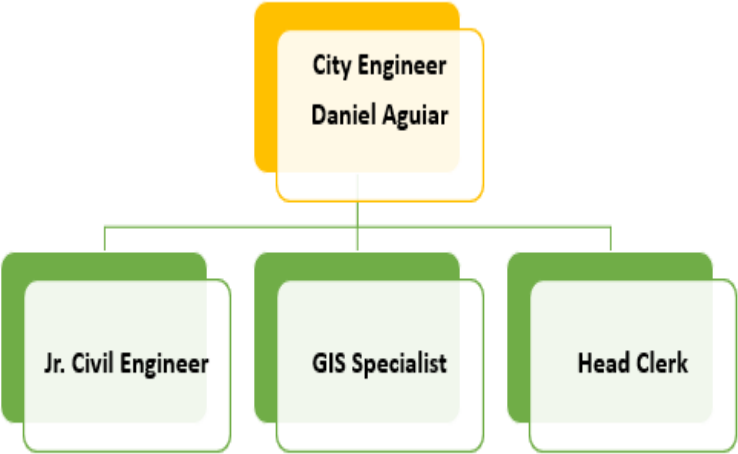 City Engineer
Daniel Aguiar
Jr. Civil Engineer
GIS Specialist
Head Clerk